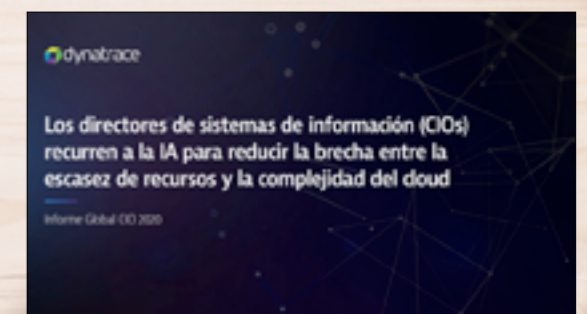 dynatrace
Los directores de sistemas de información (CIOs)
recurren a la IA para reducir la brecha entre la
escasez de recursos y la complejidad del cloud
Informe Global CIO 2020